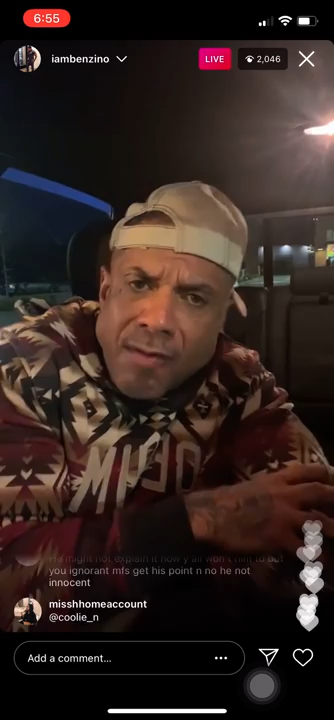 6:55
iambenzino
LIVE
2,046
He might not explain it how y'all won't him to but
you ignorant mfs get his point n no he not
innocent
misshhomeaccount
@coolie_n
Add a comment...